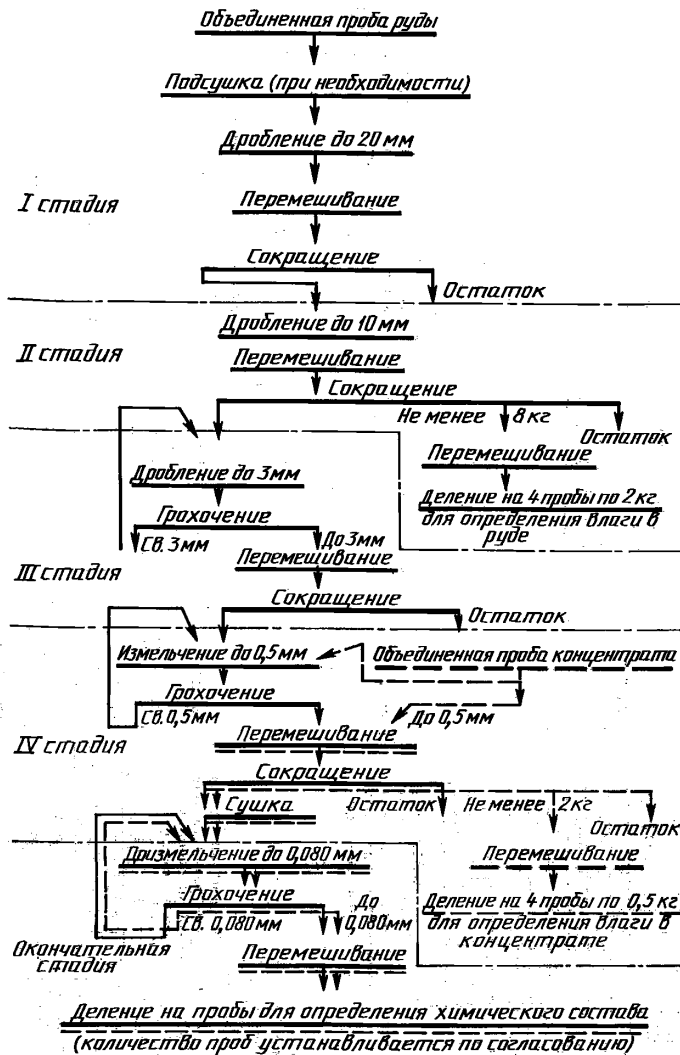 Объединенная проба руды
Подсушка (при необходимости)
Дробление до 20 мм
I стадия
Перемешивание
Сокращение
Остаток
Дробление до 10 мм
II стадия
Перемешивание
Сокращение
Не менее 8 кг
Остаток
Перемешивание
Дробление до 3 мм
Деление на 4 пробы по 2 кг
для определения влаги в
руде
Грохочение
Св. 3 мм
До 3 мм
Перемешивание
III стадия
Сокращение
Остаток
Измельчение до 0,5 мм
Объединенная проба концентрата
Грохочение
Св. 0,5 мм
До 0,5 мм
IV стадия
Перемешивание
Сокращение
Сушка
Остаток
Не менее 2 кг
Остаток
Доизмельчение до 0,080 мм
Перемешивание
Грохочение
Св. 0,080 мм
До
0,080 мм
Деление на 4 пробы по 0,5 кг
для определения влаги в
концентрате
Окончательная
стадия
Перемешивание
Деление на пробы для определения химического состава
(количество проб устанавливается по согласованию)